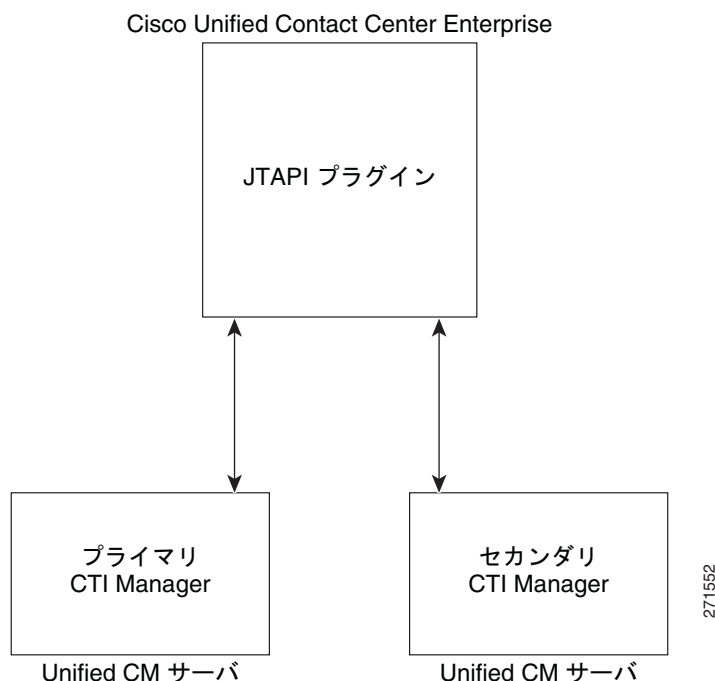 Cisco Unified Contact Center Enterprise
JTAPI プラグイン
プライマリ
CTI Manager
セカンダリ
CTI Manager
Unified CM サーバ
Unified CM サーバ
271552